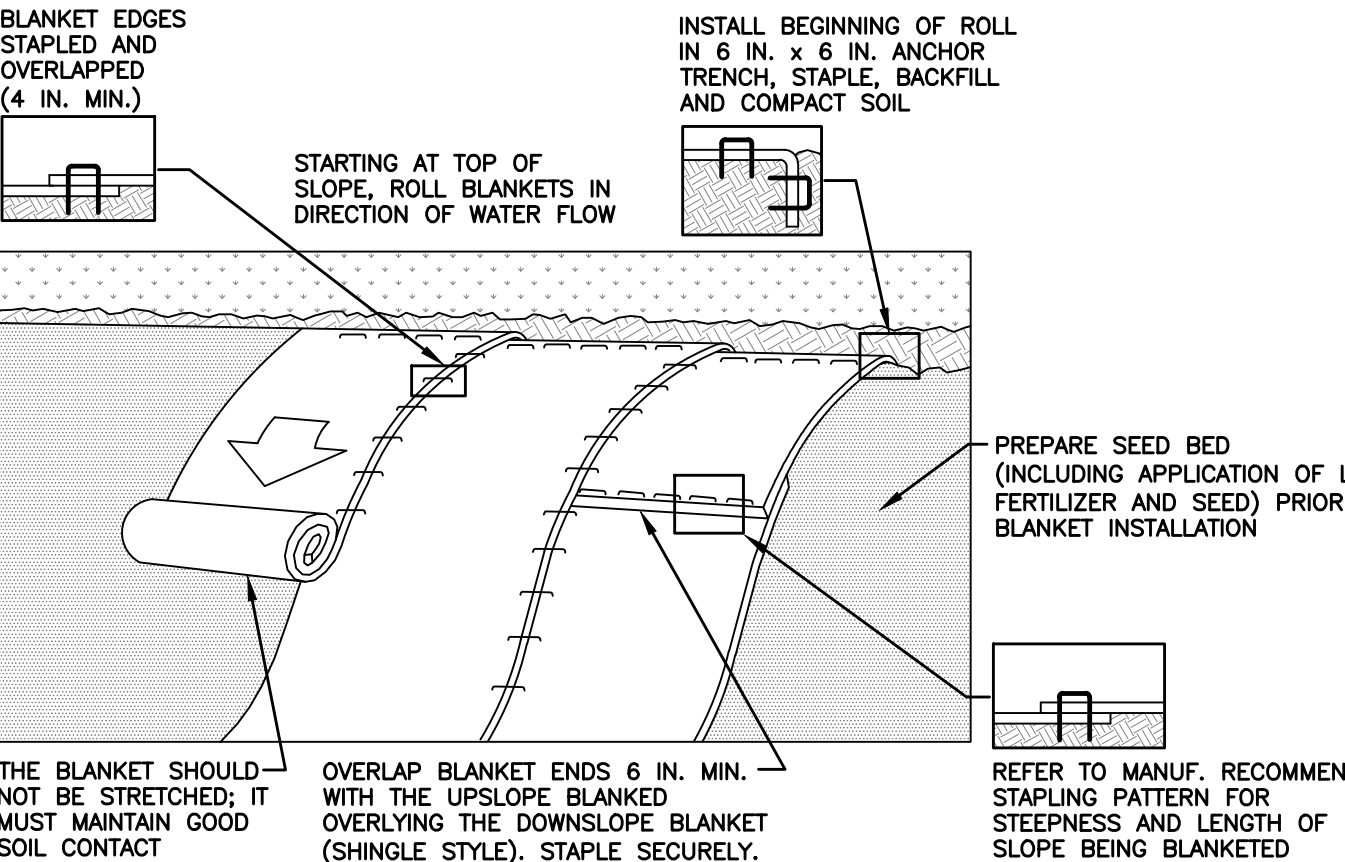 BLANKET EDGES
STAPLED AND
OVERLAPPED
(4 IN. MIN.)
INSTALL BEGINNING OF ROLL
IN 6 IN. x 6 IN. ANCHOR
TRENCH, STAPLE, BACKFILL
AND COMPACT SOIL
STARTING AT TOP OF
SLOPE, ROLL BLANKETS IN
DIRECTION OF WATER FLOW
PREPARE SEED BED
(INCLUDING APPLICATION OF
FERTILIZER AND SEED) PRIOR
BLANKET INSTALLATION
THE BLANKET SHOULD
NOT BE STRETCHED; IT
MUST MAINTAIN GOOD
SOIL CONTACT
OVERLAP BLANKET ENDS 6 IN. MIN.
WITH THE UPSLOPE BLANKED
OVERLYING THE DOWNSLOPE BLANKET
(SHINGLE STYLE). STAPLE SECURELY.
REFER TO MANUF. RECOMMEN
STAPLING PATTERN FOR
STEEPNESS AND LENGTH OF
SLOPE BEING BLANKETED